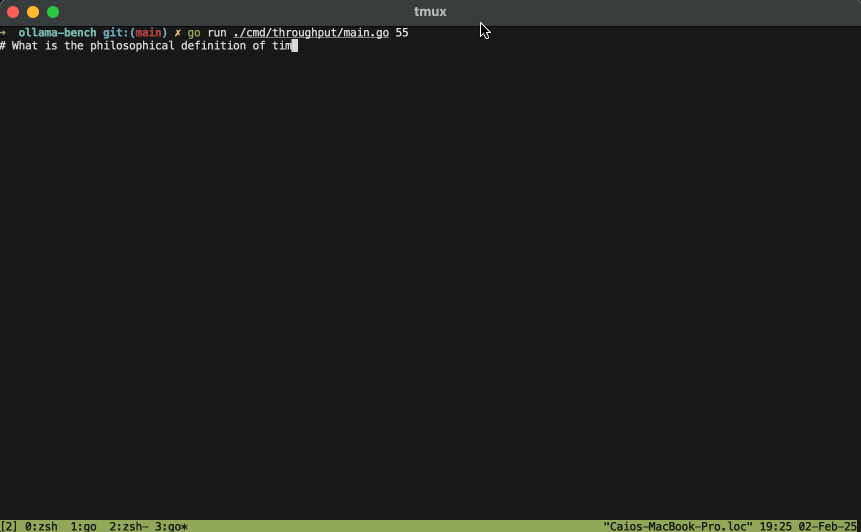 tmux
→ ollama-bench git:(main) ✗ go run ./cmd/throughput/main.go 55
# What is the philosophical definition of tim
[2] 0:zsh 1:go 2:zsh- 3:go* "Caios-MacBook-Pro.loc" 19:25 02-Feb-25